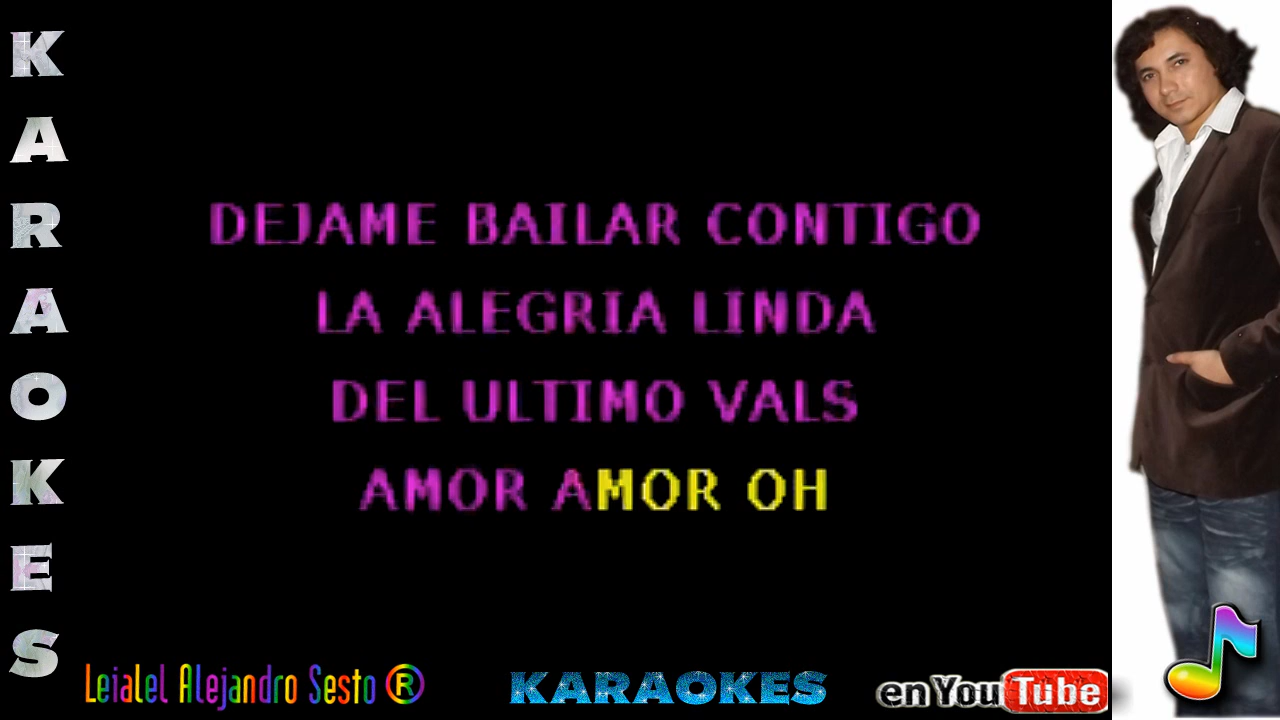 KARAOKES
DEJAME BAILAR CONTIGO
LA ALEGRIA LINDA
DEL ULTIMO VALS
AMOR AMOR OH
Leialel Alejandro Sesto ®
KARAOKES
en YouTube